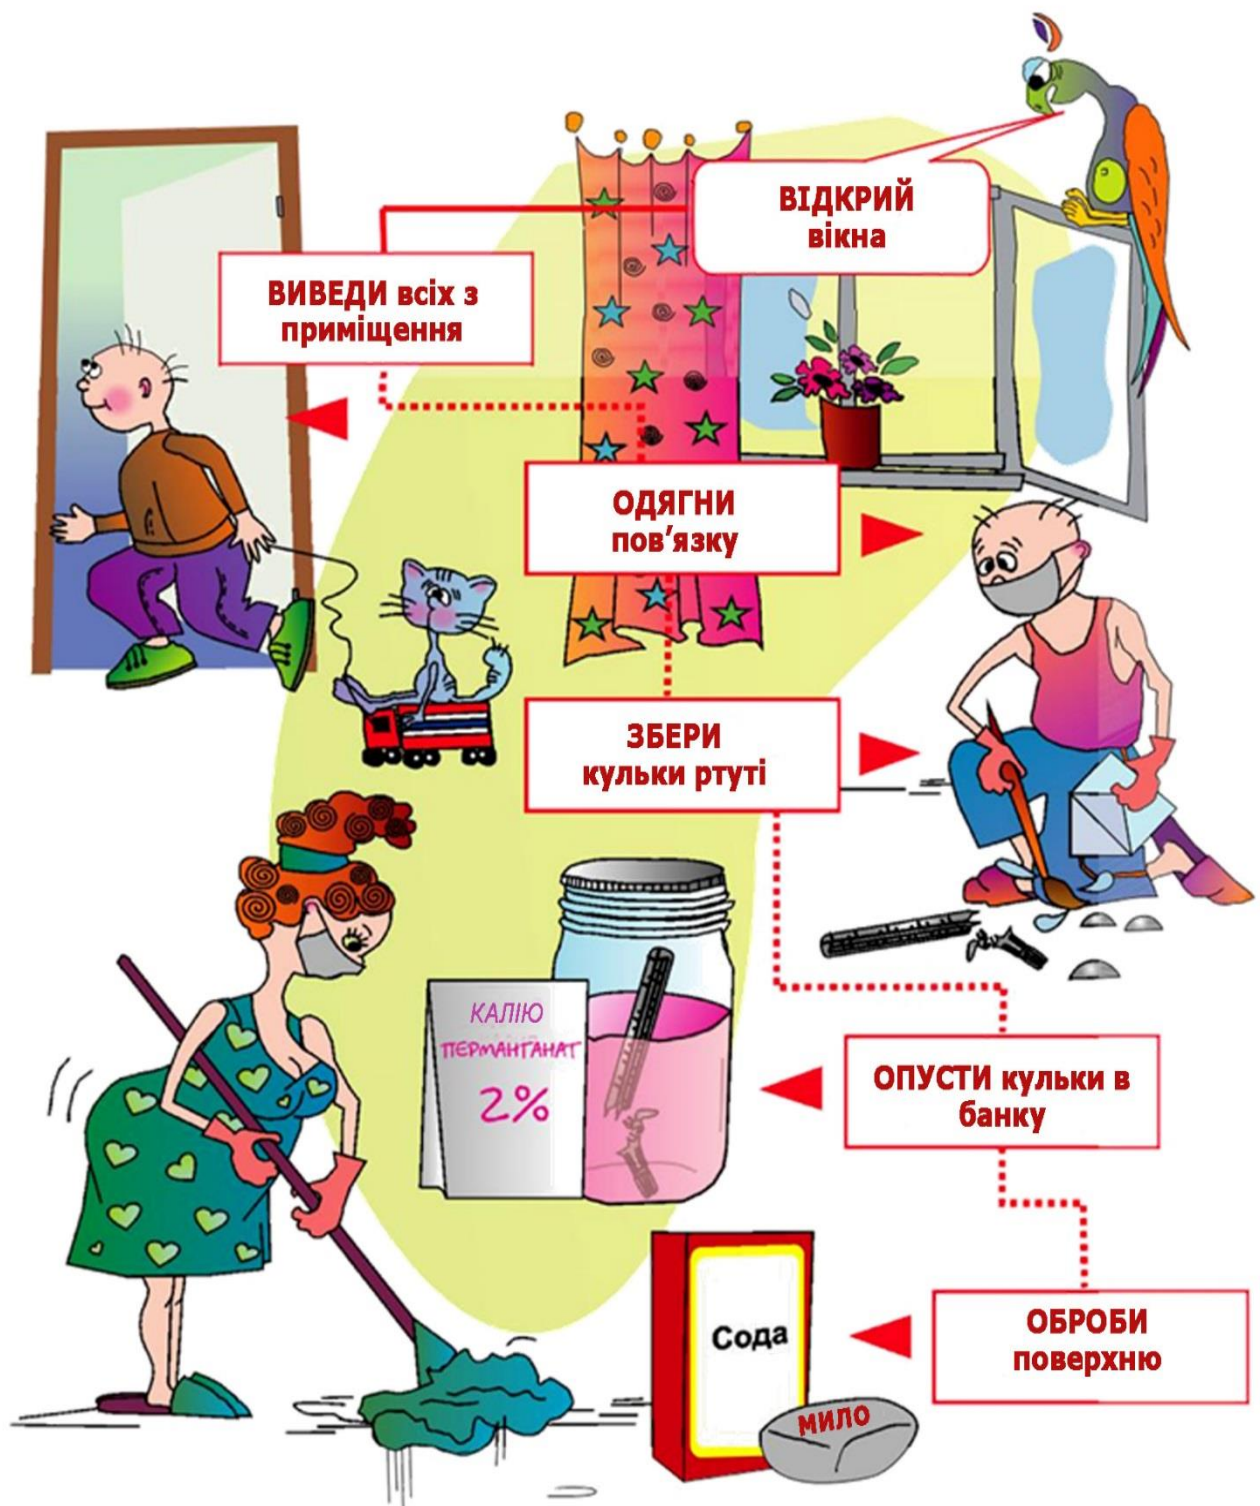 ВІДКРИЙ
вікна
ВИВЕДИ всіх з
приміщення
ОДЯГНИ
пов’язку
ЗБЕРИ
кульки ртуті
КАЛІЮ
ПЕРМАНГАНАТ
2%
ОПУСТИ кульки в
банку
ОБРОБИ
поверхню
Сода
МИЛО